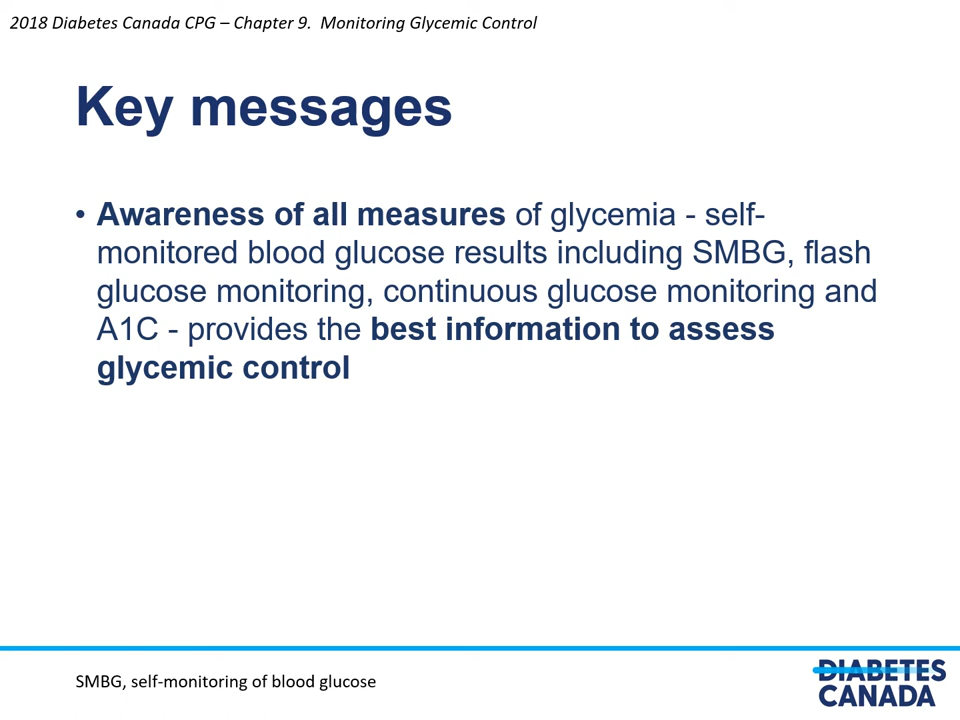 2018 Diabetes Canada CPG – Chapter 9.  Monitoring Glycemic Control
Key messages
• Awareness of all measures of glycemia - self-
monitored blood glucose results including SMBG, flash
glucose monitoring, continuous glucose monitoring and
A1C - provides the best information to assess
glycemic control
SMBG, self-monitoring of blood glucose
DIABETES
CANADA